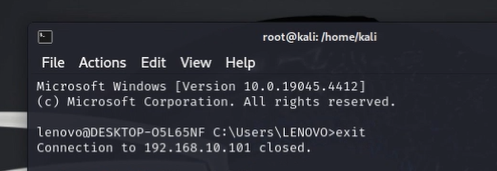 root@kali: /home/kali
File Actions Edit View Help
Microsoft Windows [Version 10.0.19045.4412]
(c) Microsoft Corporation. All rights reserved.
lenovo@DESKTOP-O5L65NF C:\Users\LENOVO>exit
Connection to 192.168.10.101 closed.